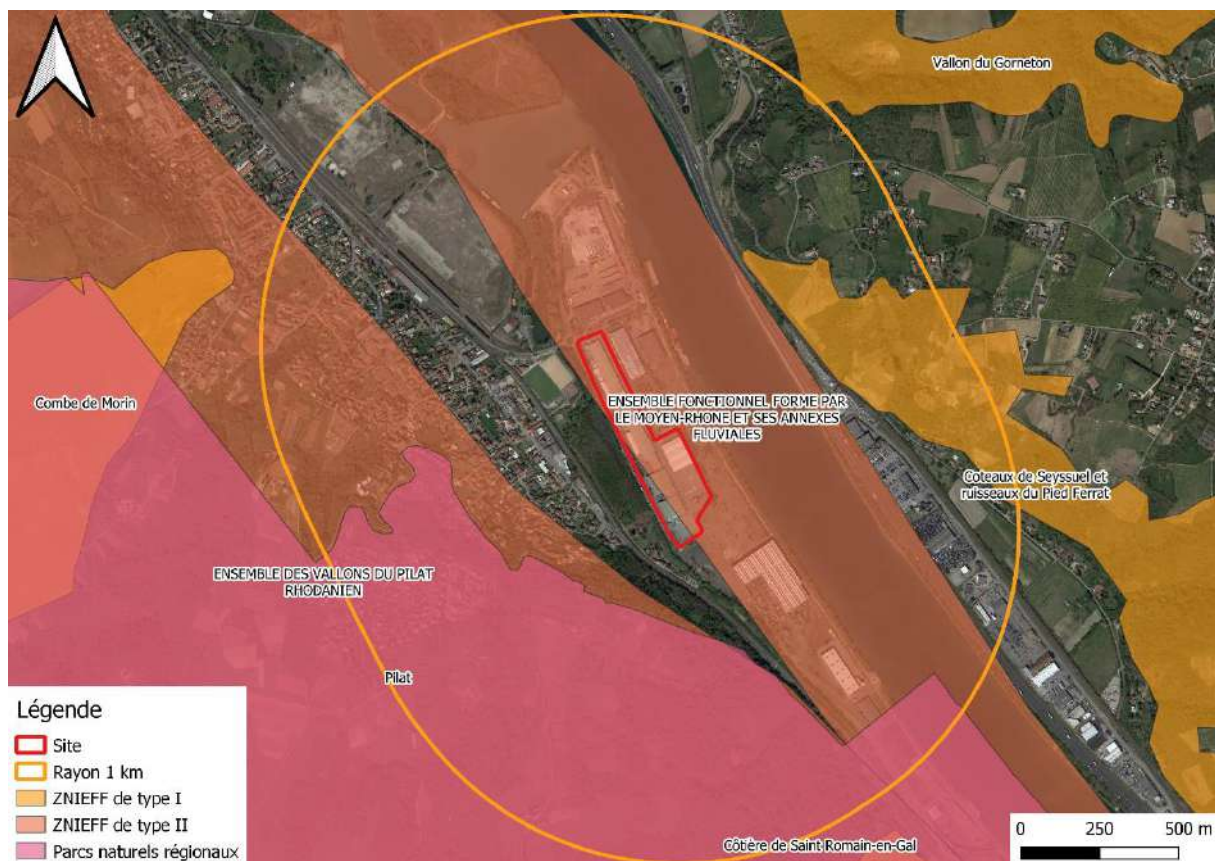 Vallon du Gorneton
Combe de Morin
ENSEMBLE FONCTIONNEL FORME PAR
LE MOYEN-RHONE ET SES ANNEXES
FLUVIALES
Coteaux de Seyssuel et
ruisseaux du Pied Ferrat
ENSEMBLE DES VALLONS DU PILAT
RHODANIEN
Pilat
Côtière de Saint Romain-en-Gal
Légende
Site
Rayon 1 km
ZNIEFF de type I
ZNIEFF de type II
Parcs naturels régionaux
0 250 500 m